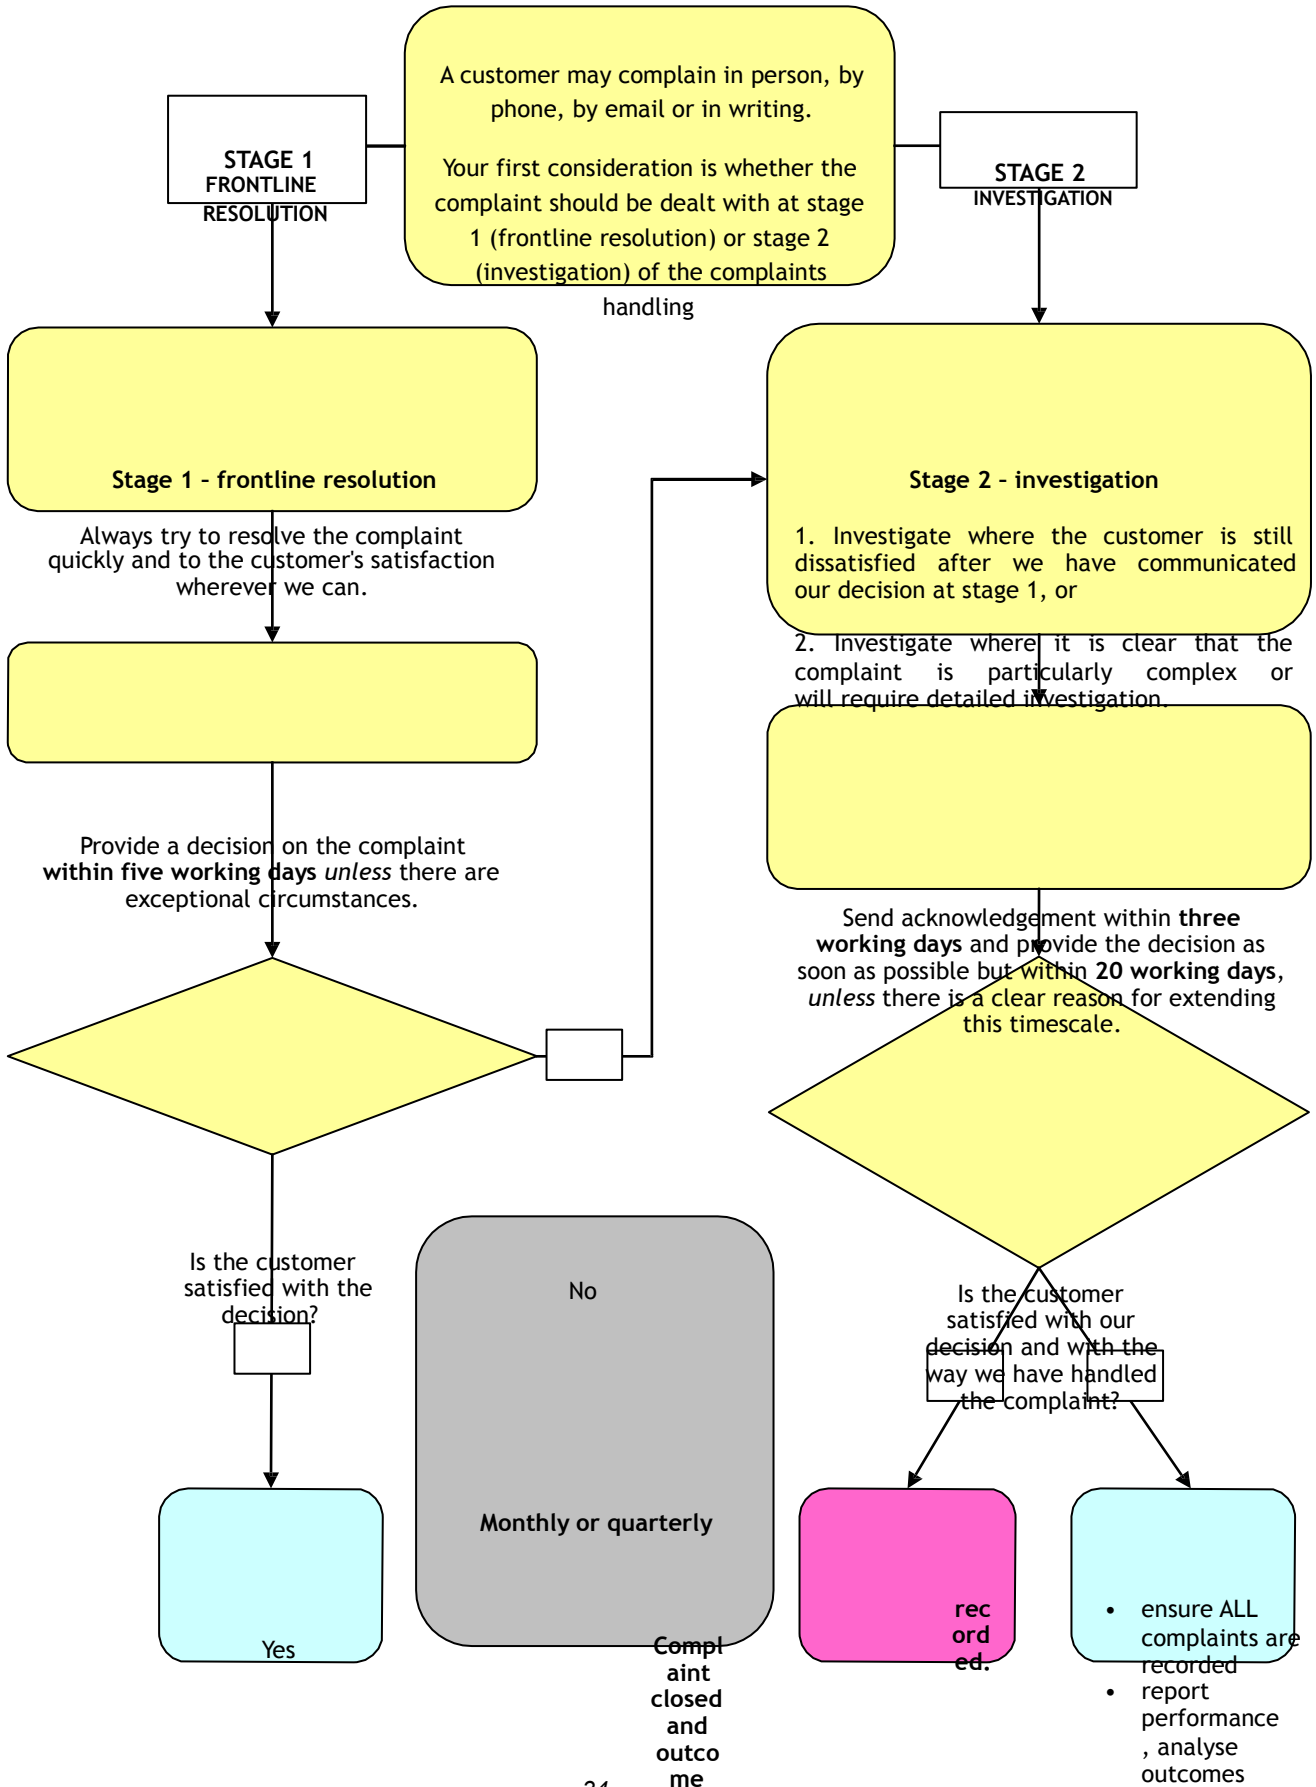 A customer may complain in person, by
phone, by email or in writing.
Your first consideration is whether the
complaint should be dealt with at stage
1 (frontline resolution) or stage 2
(investigation) of the complaints
handling
STAGE 1
FRONTLINE
RESOLUTION
STAGE 2
INVESTIGATION
Stage 1 – frontline resolution
Always try to resolve the complaint
quickly and to the customer's satisfaction
wherever we can.
Provide a decision on the complaint
within five working days unless there are
exceptional circumstances.
Is the customer
satisfied with the
decision?
Yes
No
Monthly or quarterly
Compl
aint
closed
and
outco
me
Stage 2 – investigation
1. Investigate where the customer is still
dissatisfied after we have communicated
our decision at stage 1, or
2. Investigate where it is clear that the
complaint is particularly complex or
will require detailed investigation.
Send acknowledgement within three
working days and provide the decision as
soon as possible but within 20 working days,
unless there is a clear reason for extending
this timescale.
Is the customer
satisfied with our
decision and with the
way we have handled
the complaint?
rec
ord
ed.
• ensure ALL
complaints are
recorded
• report
performance
, analyse
outcomes